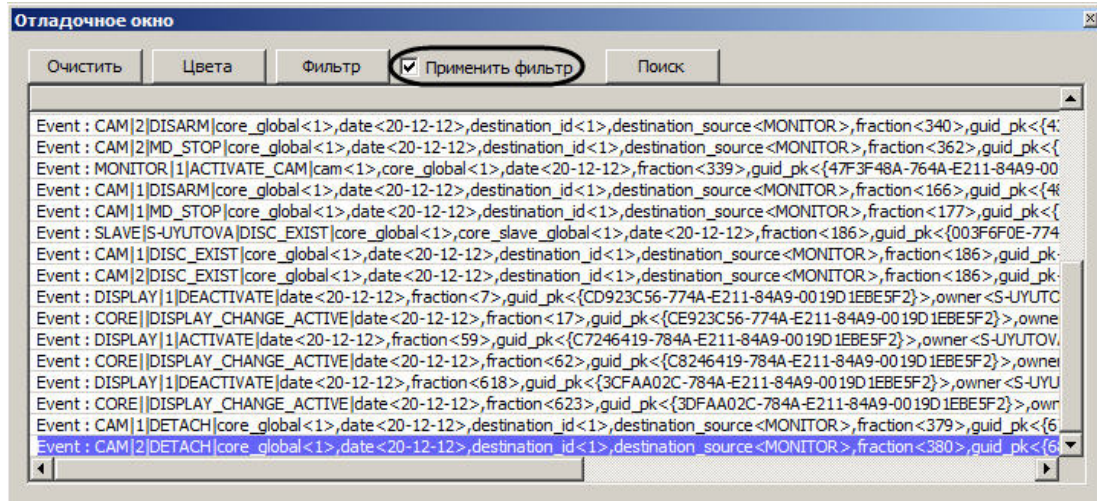 Отладочное окно
Очистить Цвета Фильтр Применить фильтр Поиск
Event : CAM|2|DISARM|core_global<1>,date<20-12-12>,destination_id<1>,destination_source<MONITOR>,fraction<340>,guid_pk<{43
Event : CAM|2|MD_STOP|core_global<1>,date<20-12-12>,destination_id<1>,destination_source<MONITOR>,fraction<362>,guid_pk<{
Event : MONITOR|1|ACTIVATE_CAM|cam<1>,core_global<1>,date<20-12-12>,fraction<339>,guid_pk<{47F3F48A-764A-E211-84A9-00
Event : CAM|1|DISARM|core_global<1>,date<20-12-12>,destination_id<1>,destination_source<MONITOR>,fraction<166>,guid_pk<{48
Event : CAM|1|MD_STOP|core_global<1>,date<20-12-12>,destination_id<1>,destination_source<MONITOR>,fraction<177>,guid_pk<{
Event : SLAVE|S-UYUTOVA|DISC_EXIST|core_global<1>,core_slave_global<1>,date<20-12-12>,fraction<186>,guid_pk<{003F6F0E-774
Event : CAM|1|DISC_EXIST|core_global<1>,date<20-12-12>,destination_id<1>,destination_source<MONITOR>,fraction<186>,guid_pk
Event : CAM|2|DISC_EXIST|core_global<1>,date<20-12-12>,destination_id<1>,destination_source<MONITOR>,fraction<186>,guid_pk
Event : DISPLAY|1|DEACTIVATE|date<20-12-12>,fraction<7>,guid_pk<{CD923C56-774A-E211-84A9-0019D1EBE5F2}>,owner<S-UYUTO
Event : CORE||DISPLAY_CHANGE_ACTIVE|date<20-12-12>,fraction<17>,guid_pk<{CE923C56-774A-E211-84A9-0019D1EBE5F2}>,owne
Event : DISPLAY|1|ACTIVATE|date<20-12-12>,fraction<59>,guid_pk<{C7246419-784A-E211-84A9-0019D1EBE5F2}>,owner<S-UYUTOV
Event : CORE||DISPLAY_CHANGE_ACTIVE|date<20-12-12>,fraction<62>,guid_pk<{C8246419-784A-E211-84A9-0019D1EBE5F2}>,owner
Event : DISPLAY|1|DEACTIVATE|date<20-12-12>,fraction<618>,guid_pk<{3CFAA02C-784A-E211-84A9-0019D1EBE5F2}>,owner<S-UYU
Event : CORE||DISPLAY_CHANGE_ACTIVE|date<20-12-12>,fraction<623>,guid_pk<{3DFAA02C-784A-E211-84A9-0019D1EBE5F2}>,own
Event : CAM|1|DETACH|core_global<1>,date<20-12-12>,destination_id<1>,destination_source<MONITOR>,fraction<379>,guid_pk<{6
Event : CAM|2|DETACH|core_global<1>,date<20-12-12>,destination_id<1>,destination_source<MONITOR>,fraction<380>,guid_pk<{68